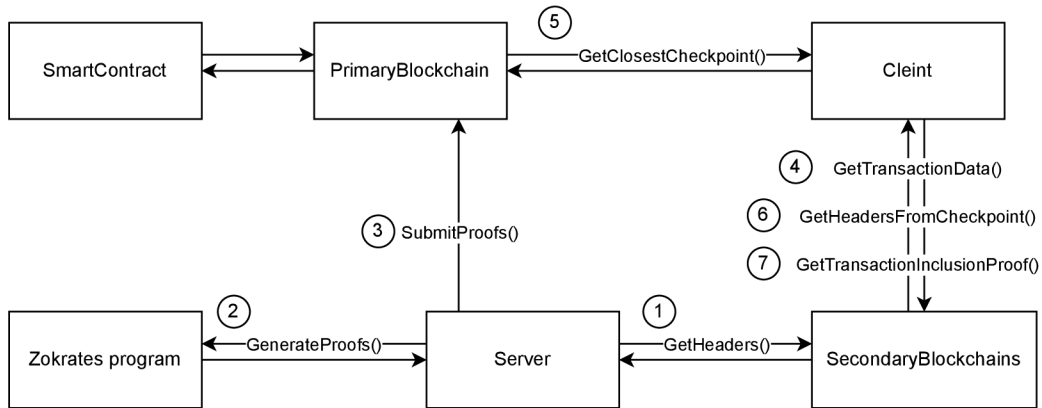 5
GetClosestCheckpoint()
SmartContract
PrimaryBlockchain
Cleint
4
GetTransactionData()
6
GetHeadersFromCheckpoint()
3
SubmitProofs()
7
GetTransactionInclusionProof()
2
1
GenerateProofs()
GetHeaders()
Zokrates program
Server
SecondaryBlockchains